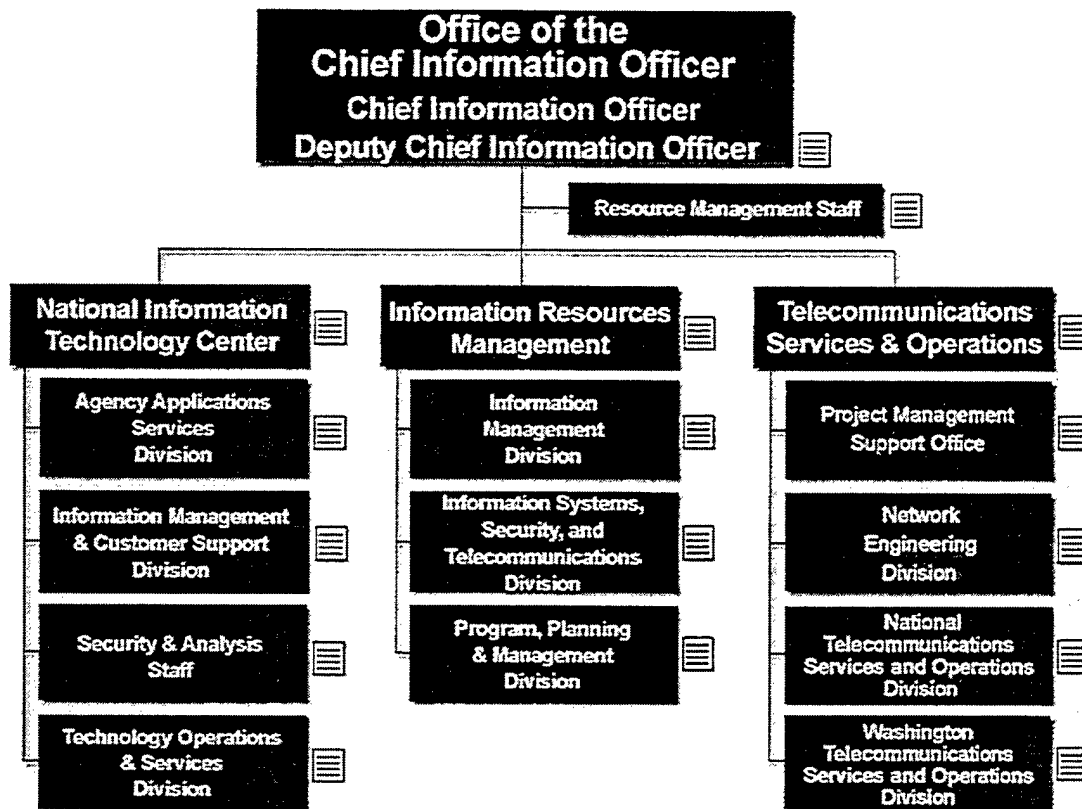 Office of the
Chief Information Officer
Chief Information Officer
Deputy Chief Information Officer
Resource Management Staff
National Information
Technology Center
Agency Applications
Services
Division
Information Management
& Customer Support
Division
Security & Analysis
Staff
Technology Operations
& Services
Division
Information Resources
Management
Information
Management
Division
Information Systems,
Security, and
Telecommunications
Division
Program, Planning
& Management
Division
Telecommunications
Services & Operations
Project Management
Support Office
Network
Engineering
Division
National
Telecommunications
Services and Operations
Division
Washington
Telecommunications
Services and Operations
Division